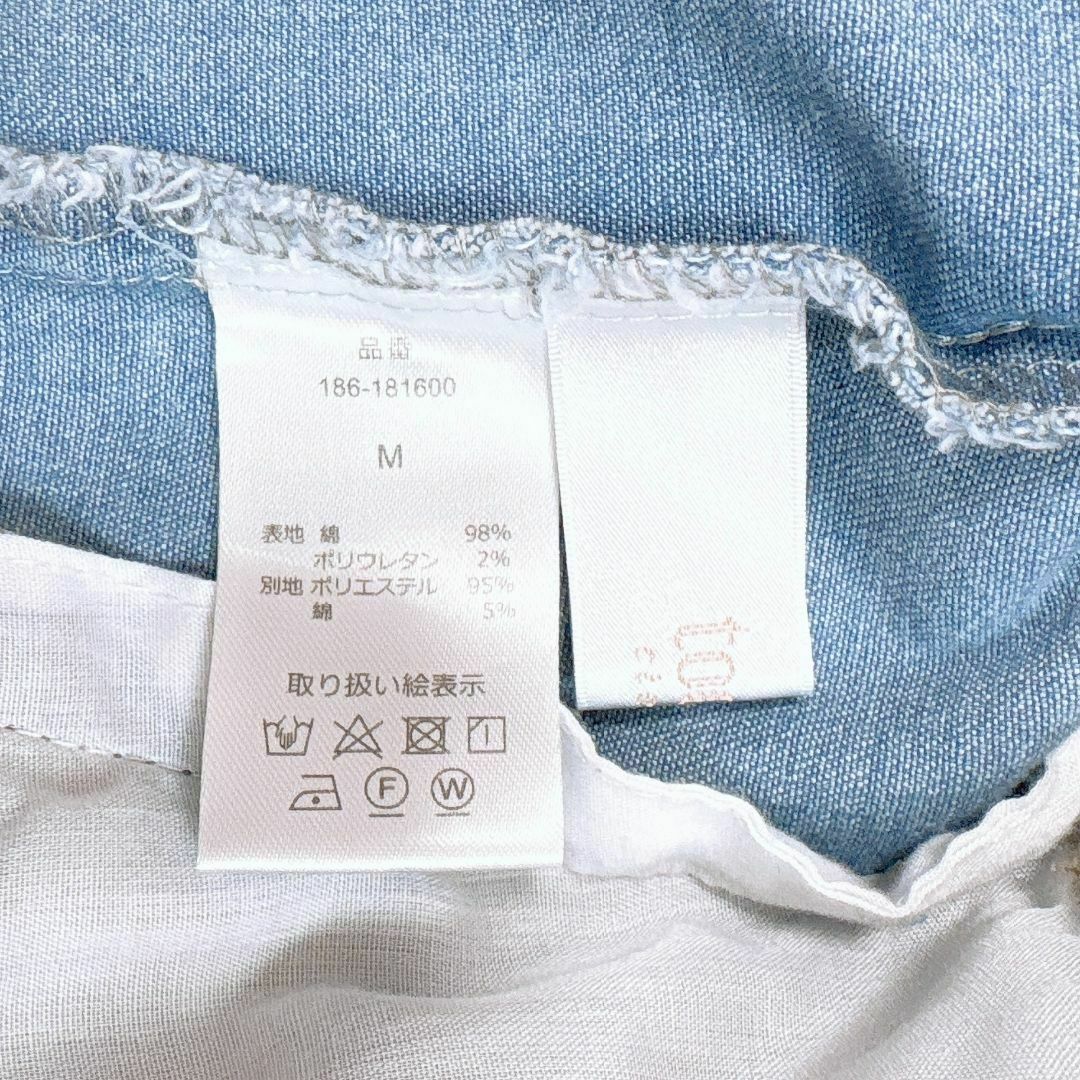 品番
186-181600
M
表地 綿 98%
ポリウレタン 2%
別地 ポリエステル 95%
綿 5%
取り扱い絵表示
F W